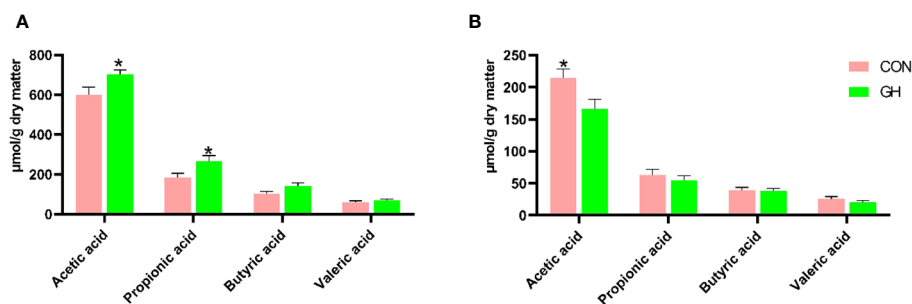 A
B
μmol/g dry matter
800
600
400
200
0
*
*
Acetic acid
Propionic acid
Butyric acid
Valeric acid
μmol/g dry matter
250
200
150
100
50
0
*
Acetic acid
Propionic acid
Butyric acid
Valeric acid
CON
GH